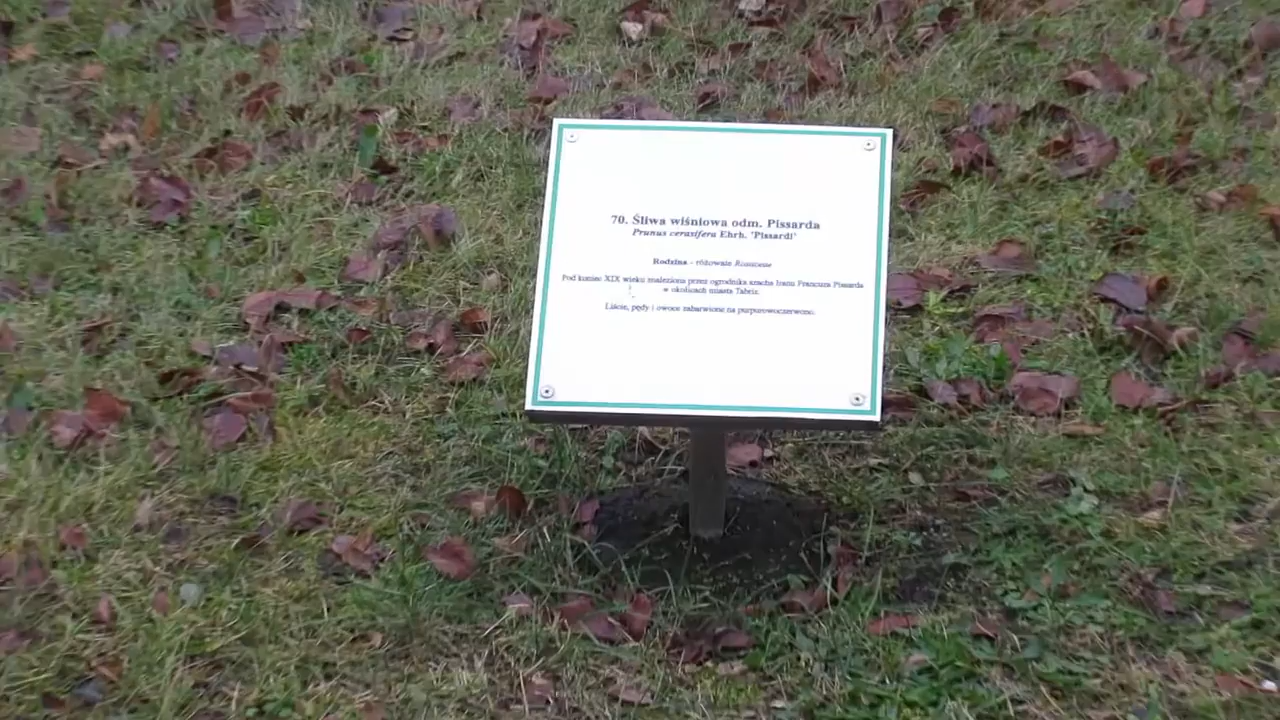 70. Śliwa wiśniowa odm. Pissarda
Prunus cerasifera Ehrh. 'Pissardi'
Rodzina - różowate Rosaceae
Pod koniec XIX wieku znaleziona przez ogrodnika szacha Iranu Francuza Pissarda
w okolicach miasta Tabriz.
Liście, pędy i owoce zabarwione na purpurowoczerwono.